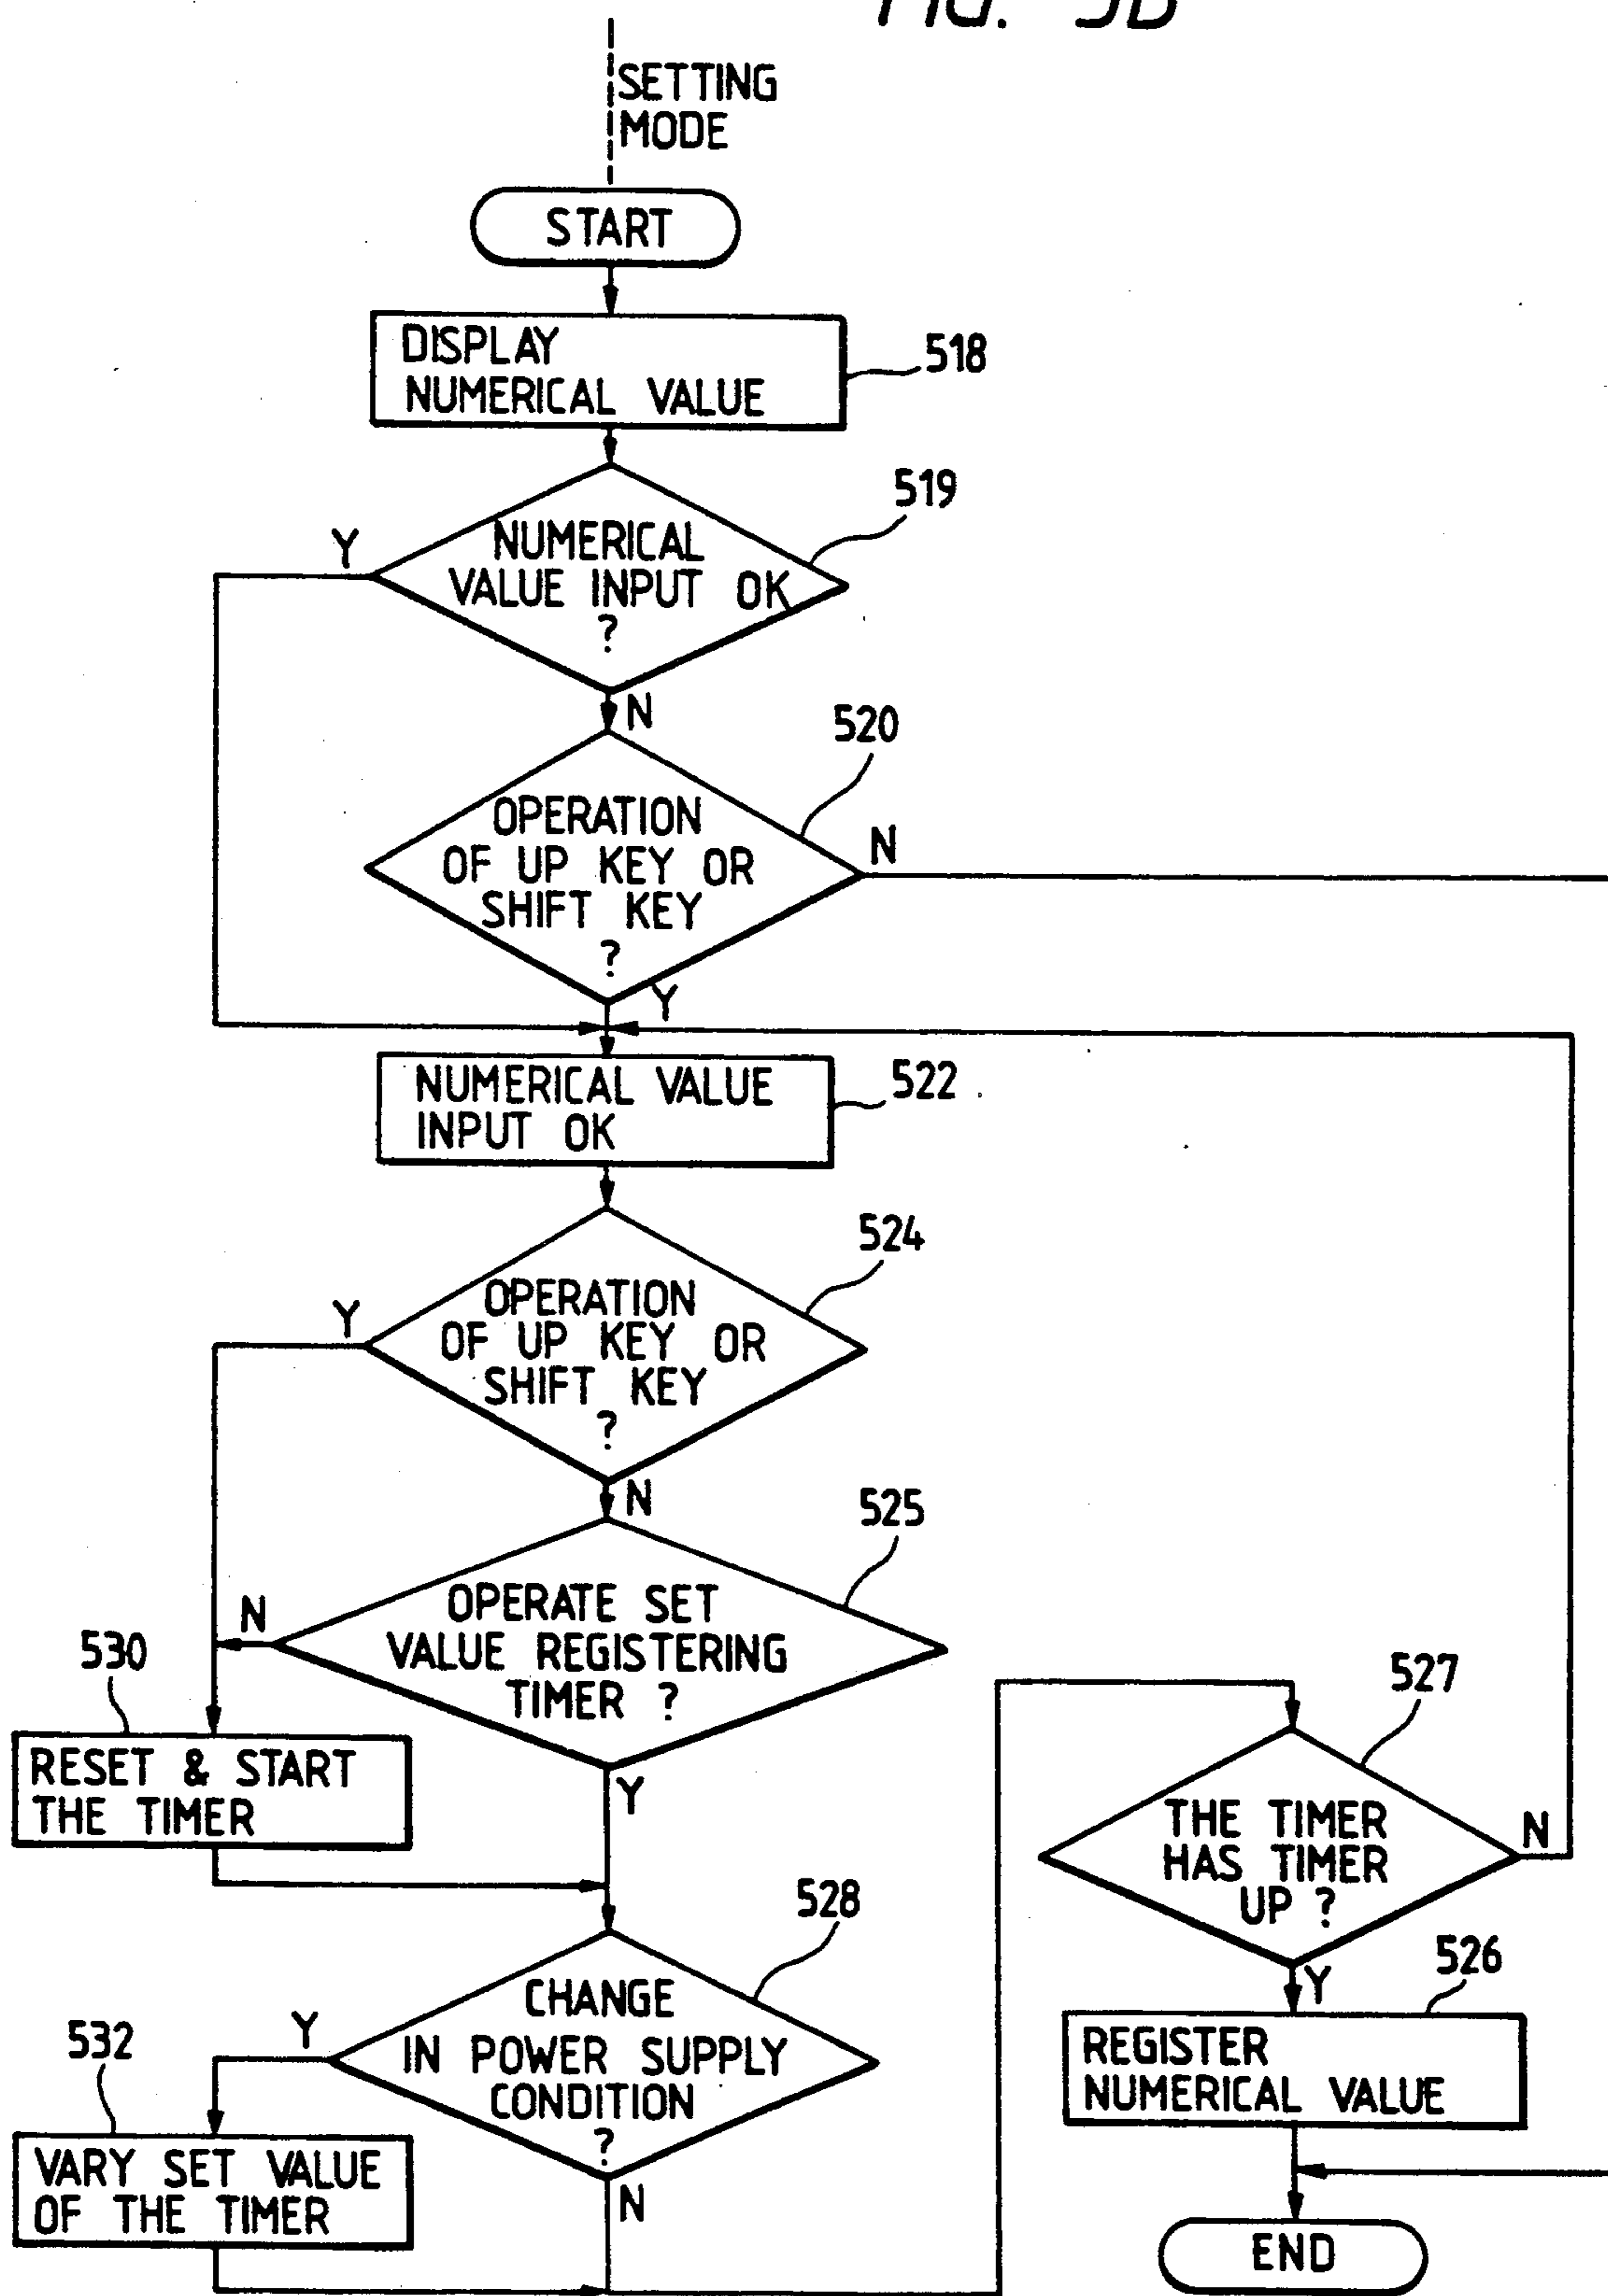 FIG. 5B
SETTING
MODE
START
DISPLAY
NUMERICAL VALUE
518
519
Y
NUMERICAL
VALUE INPUT OK
?
N
520
OPERATION
OF UP KEY OR
SHIFT KEY
?
N
Y
NUMERICAL VALUE
INPUT OK
522
524
Y
OPERATION
OF UP KEY OR
SHIFT KEY
?
N
525
N
OPERATE SET
VALUE REGISTERING
TIMER ?
Y
530
RESET & START
THE TIMER
528
Y
CHANGE
IN POWER SUPPLY
CONDITION
?
N
532
VARY SET VALUE
OF THE TIMER
527
THE TIMER
HAS TIMER
UP ?
N
Y
526
REGISTER
NUMERICAL VALUE
END